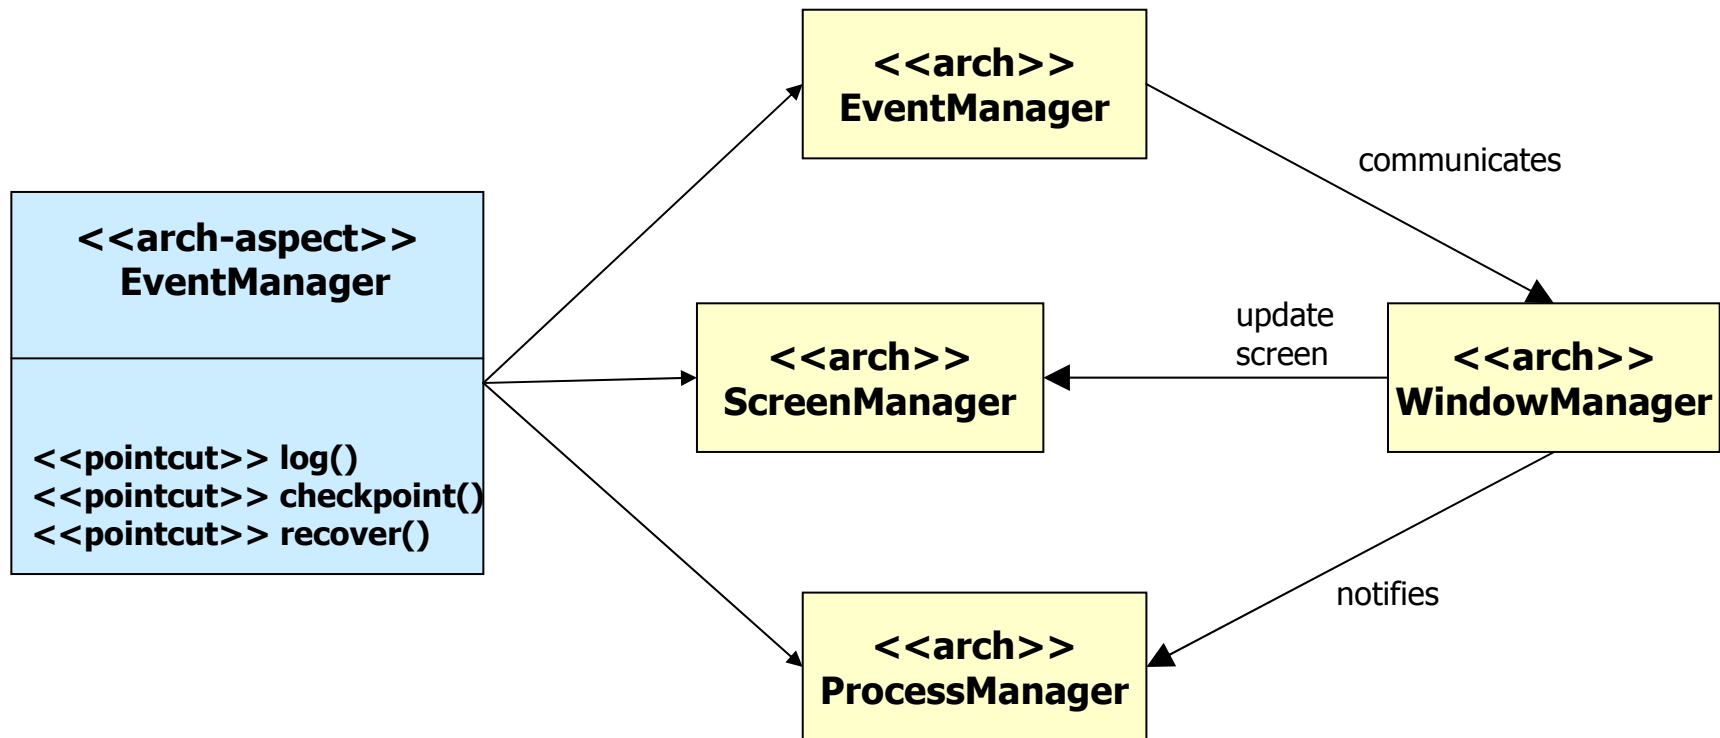 <<arch>>
EventManager
communicates
<<arch-aspect>>
EventManager
<<pointcut>> log()
<<pointcut>> checkpoint()
<<pointcut>> recover()
<<arch>>
ScreenManager
update
screen
<<arch>>
WindowManager
notifies
<<arch>>
ProcessManager